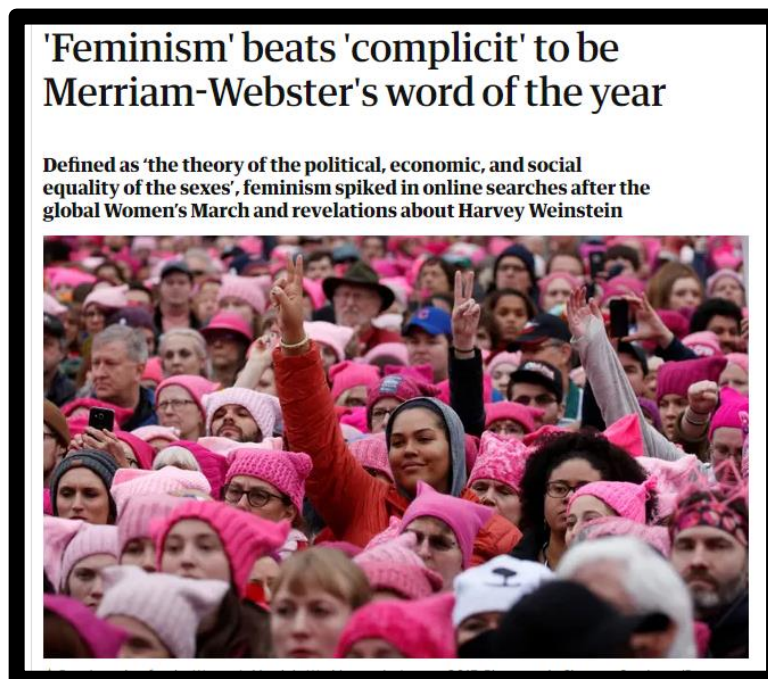 'Feminism' beats 'complicit' to be
Merriam-Webster's word of the year
Defined as ‘the theory of the political, economic, and social
equality of the sexes’, feminism spiked in online searches after the
global Women’s March and revelations about Harvey Weinstein